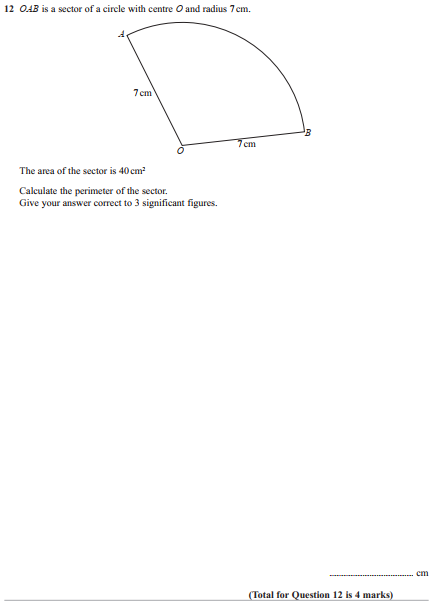 12 OAB is a sector of a circle with centre O and radius 7 cm.
A
7 cm
B
7 cm
O
The area of the sector is 40 cm²
Calculate the perimeter of the sector.
Give your answer correct to 3 significant figures.
.......................................... cm
(Total for Question 12 is 4 marks)